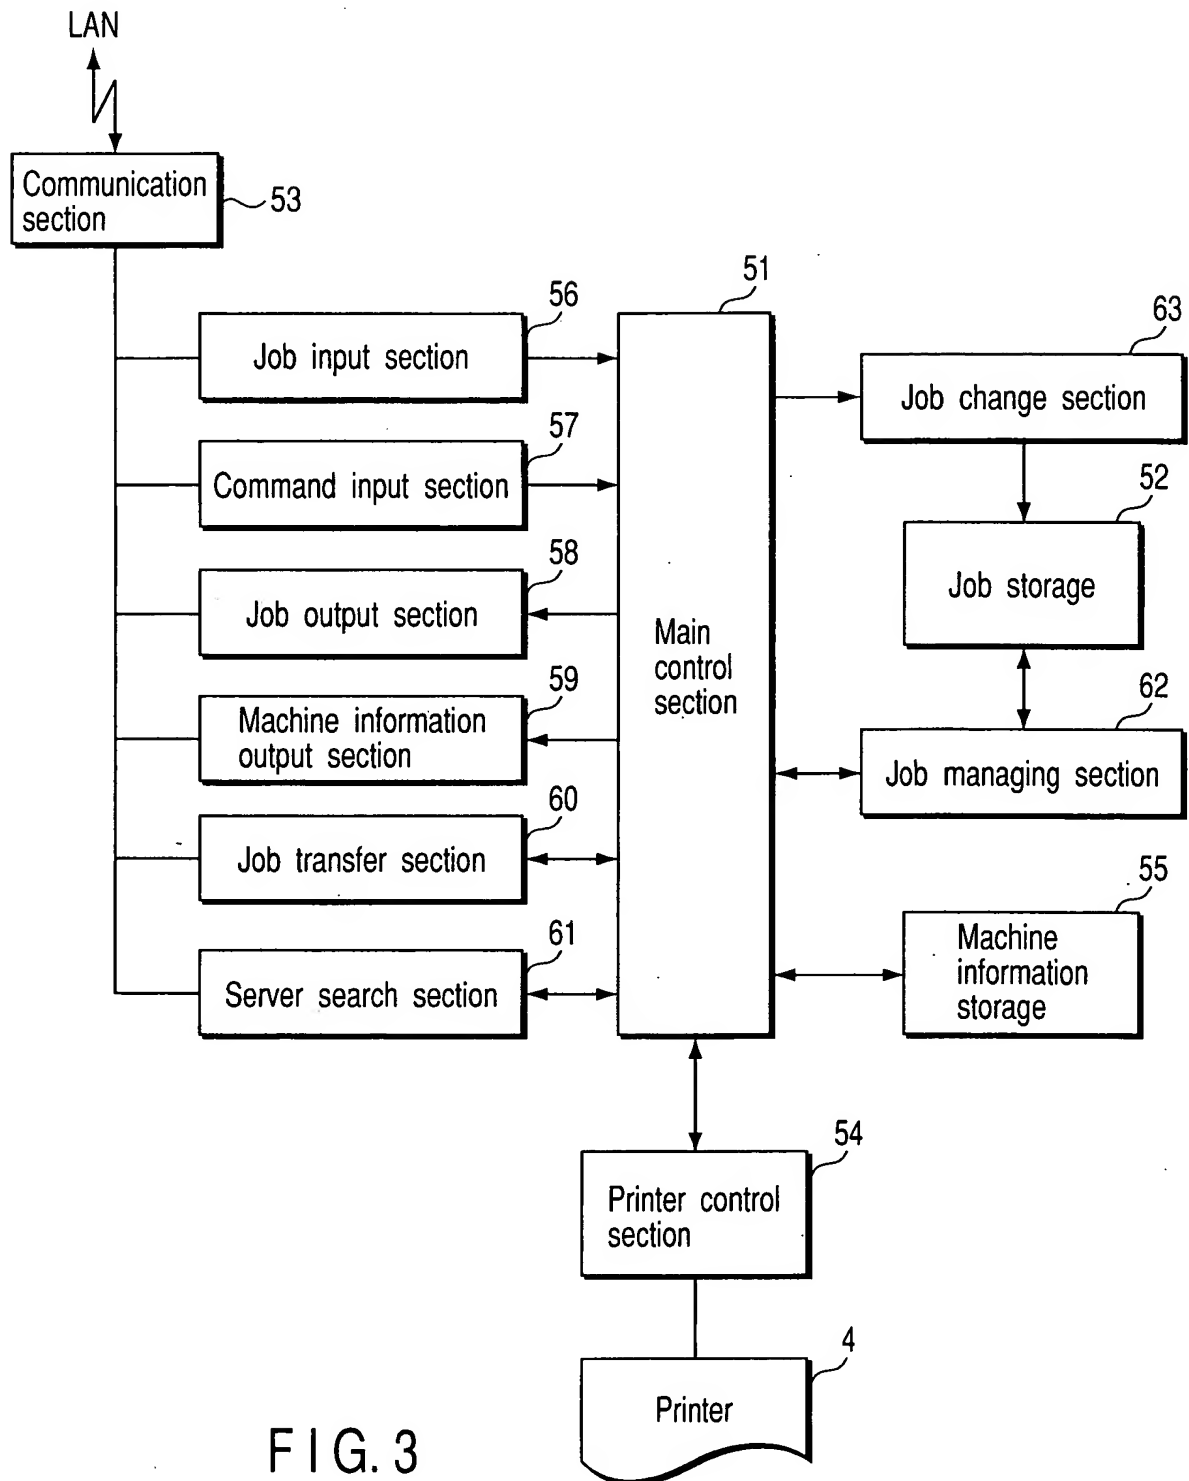 LAN
Communication
section
53
51
56
Job input section
63
Job change section
57
Command input section
52
Job storage
58
Job output section
Main
control
section
59
Machine information
output section
62
Job managing section
60
Job transfer section
55
Machine
information
storage
61
Server search section
54
Printer control
section
4
Printer
FIG. 3